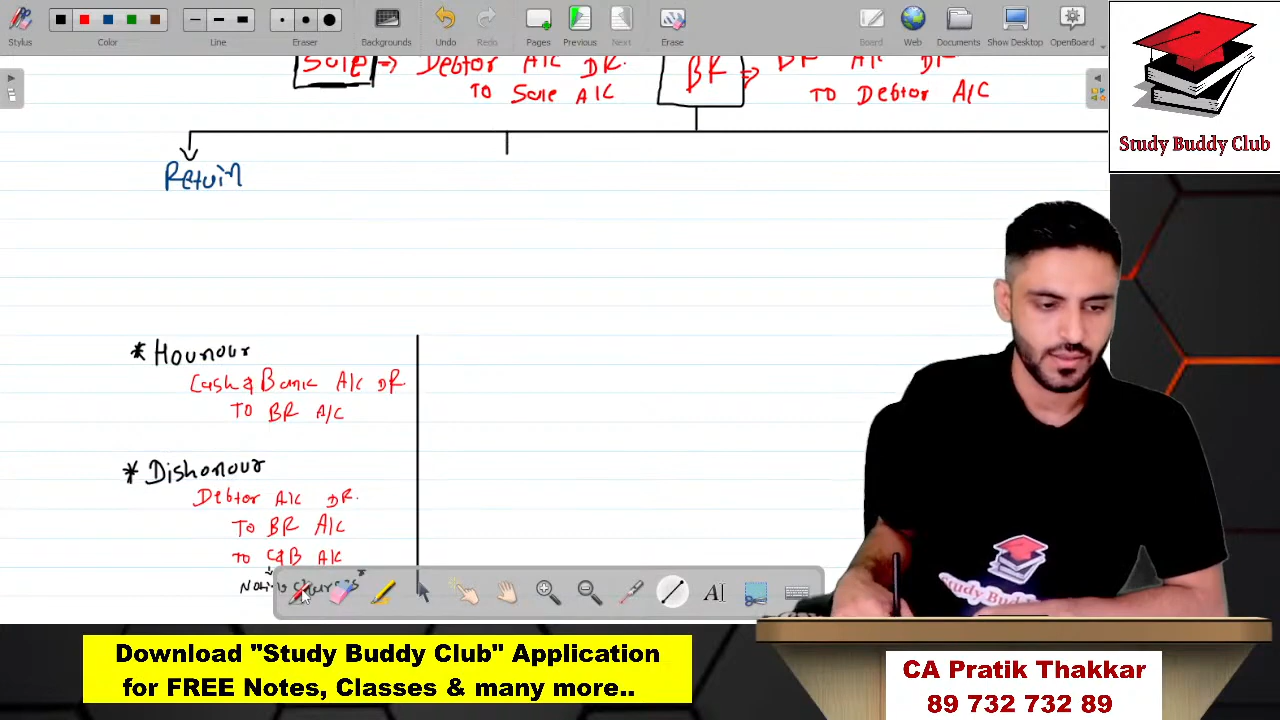 Stylus
Color
Line
Eraser
Backgrounds
Undo
Redo
Pages
Previous
Next
Erase
Board
Web
Documents
Show Desktop
OpenBoard
Study Buddy Club
Sale => Debtor A/C DR.
TO Sale A/C
BR => BR A/C DR
TO Debtor A/C
Return
* Hounour
Cash & Bank A/C DR
TO BR A/C
* Dishonour
Debtor A/C DR.
TO BR A/C
TO C&B A/C
Study Buddy
Download "Study Buddy Club" Application
for FREE Notes, Classes & many more..
CA Pratik Thakkar
89 732 732 89